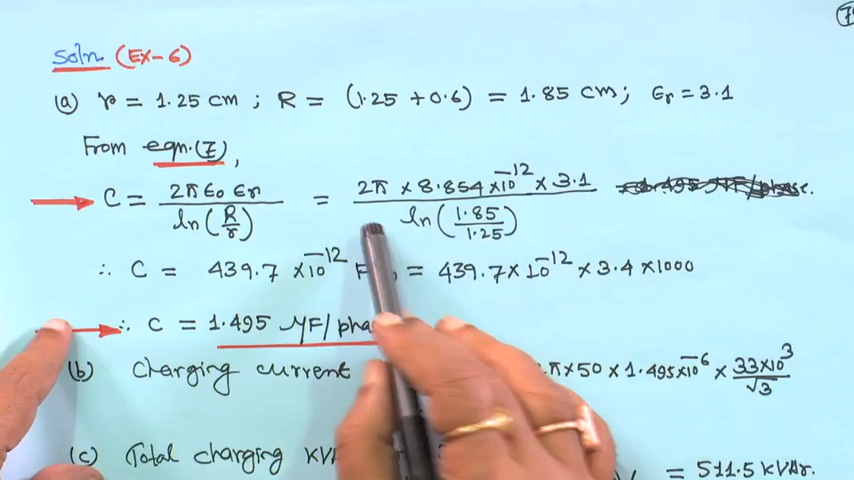 Soln. (EX-6)
(a) r = 1.25 cm ; R = (1.25 + 0.6) = 1.85 cm; εr = 3.1
From eqn.(7),
C = 2π ε0 εr / ln(R/r) = 2π × 8.854 × 10^-12 × 3.1 / ln(1.85/1.25)
∴ C = 439.7 × 10^-12 F = 439.7 × 10^-12 × 3.4 × 1000
∴ C = 1.495 μF/pha
(b) Charging current π × 50 × 1.495 × 10^-6 × 33×10^3/√3
(c) Total charging KV = 511.5 KVAr.